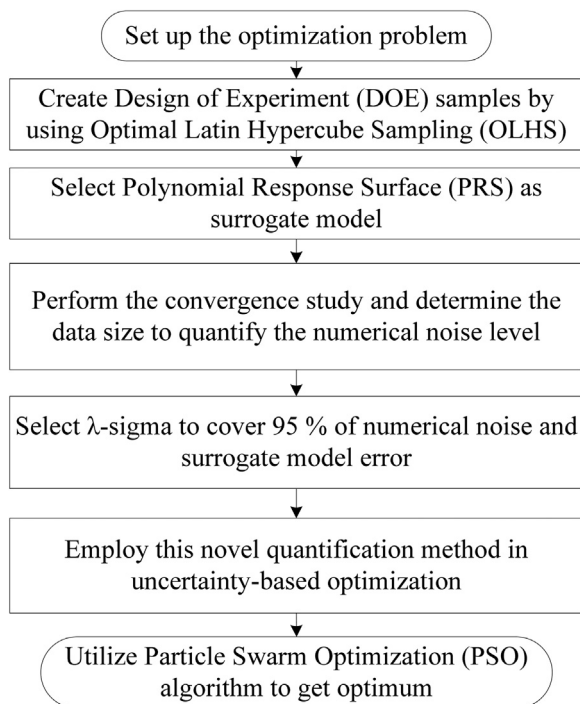 Set up the optimization problem
Create Design of Experiment (DOE) samples by
using Optimal Latin Hypercube Sampling (OLHS)
Select Polynomial Response Surface (PRS) as
surrogate model
Perform the convergence study and determine the
data size to quantify the numerical noise level
Select λ-sigma to cover 95 % of numerical noise and
surrogate model error
Employ this novel quantification method in
uncertainty-based optimization
Utilize Particle Swarm Optimization (PSO)
algorithm to get optimum